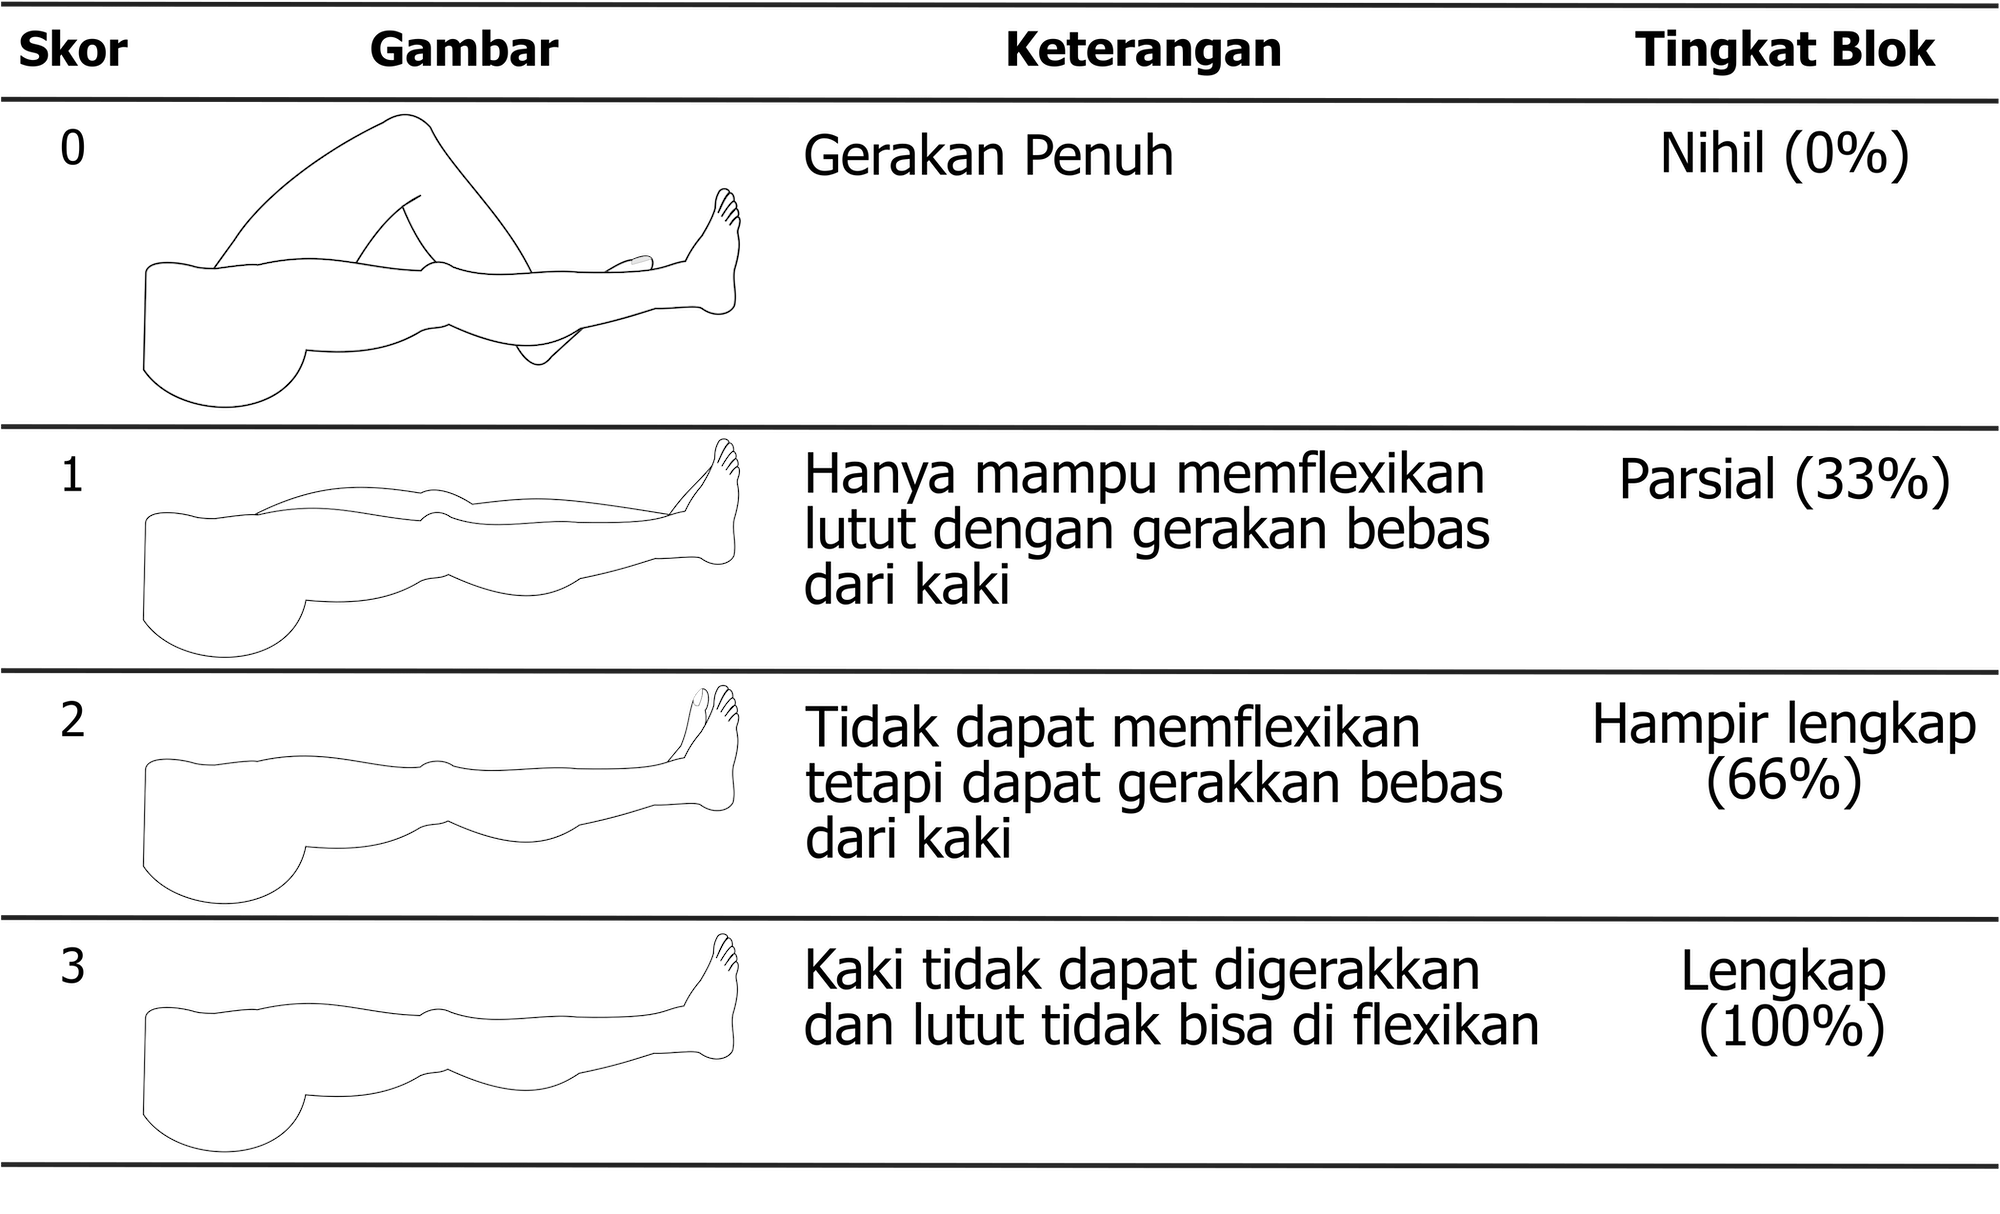 Skor Gambar Keterangan Tingkat Blok
0 Gerakan Penuh Nihil (0%)
1 Hanya mampu memflexikan Parsial (33%)
lutut dengan gerakan bebas
dari kaki
2 Tidak dapat memflexikan Hampir lengkap
tetapi dapat gerakkan bebas (66%)
dari kaki
3 Kaki tidak dapat digerakkan Lengkap
dan lutut tidak bisa di flexikan (100%)